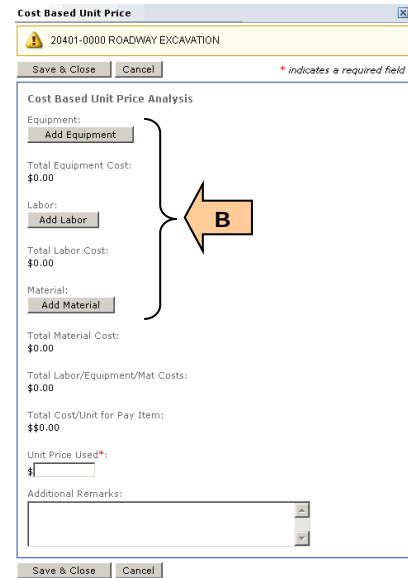 Cost Based Unit Price
20401-0000 ROADWAY EXCAVATION
Save & Close Cancel * indicates a required field
Cost Based Unit Price Analysis
Equipment:
Add Equipment
Total Equipment Cost:
$0.00
Labor:
Add Labor
B
Total Labor Cost:
$0.00
Material:
Add Material
Total Material Cost:
$0.00
Total Labor/Equipment/Mat Costs:
$0.00
Total Cost/Unit for Pay Item:
$$0.00
Unit Price Used*:
$
Additional Remarks:
Save & Close Cancel